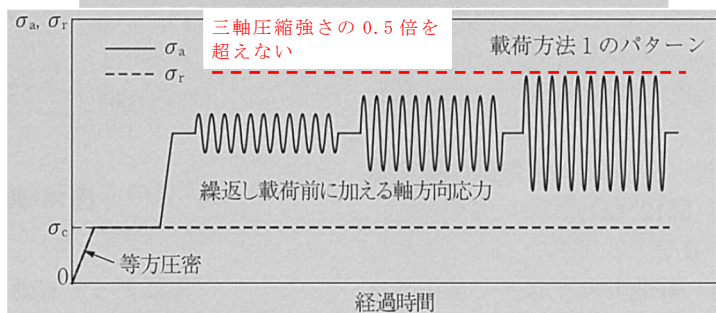 σa, σr
三軸圧縮強さの 0.5 倍を
超えない
載荷方法 1 のパターン
σa
σr
繰返し載荷前に加える軸方向応力
σc
等方圧密
0
経過時間